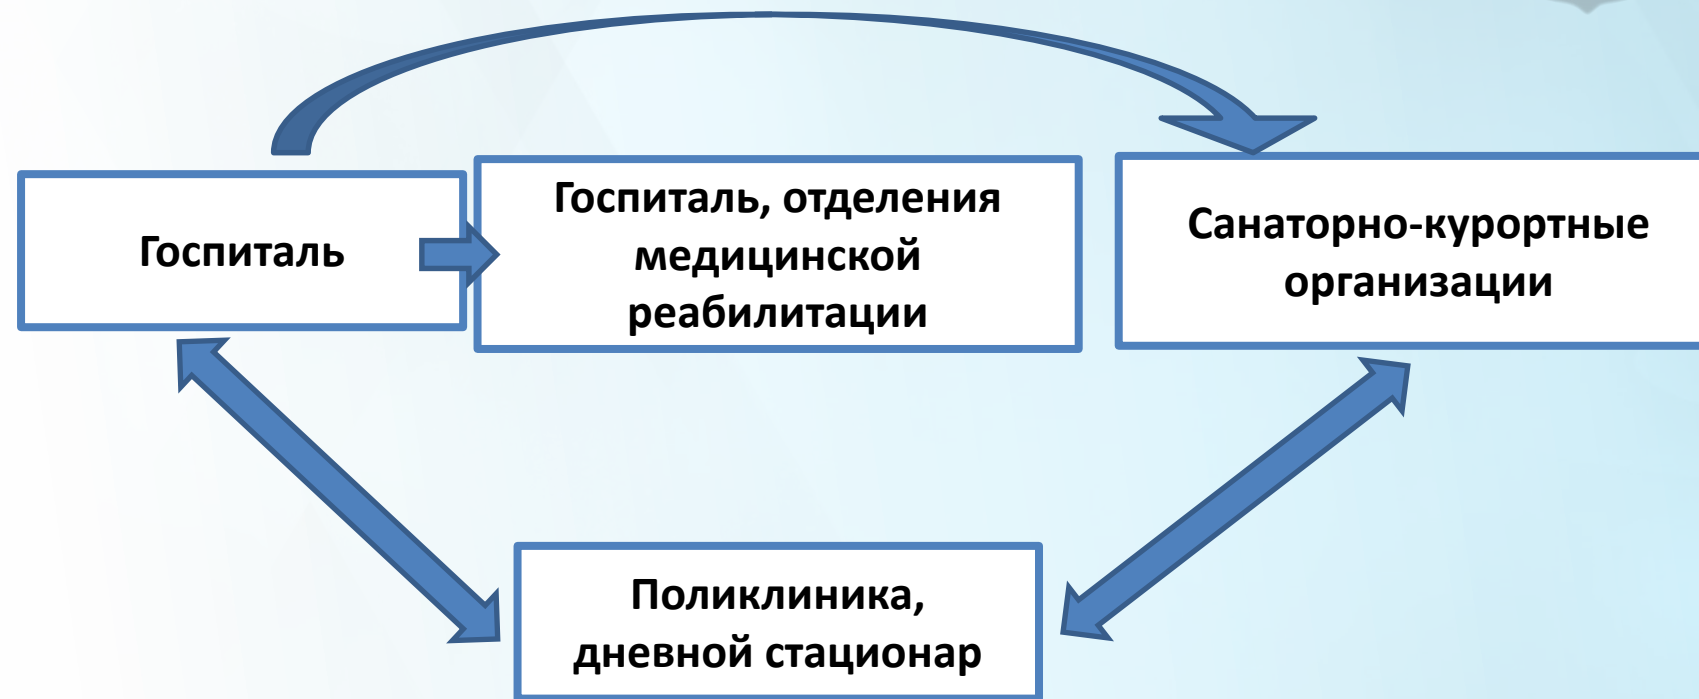 Госпиталь
Госпиталь, отделения
медицинской
реабилитации
Санаторно-курортные
организации
Поликлиника,
дневной стационар